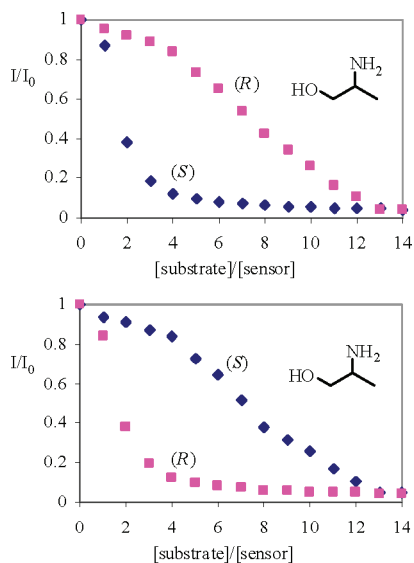 1
I/I₀
0.8
0.6
0.4
0.2
0
(R)
(S)
NH₂
HO
0 2 4 6 8 10 12 14
[substrate]/[sensor]
1
I/I₀
0.8
0.6
0.4
0.2
0
(S)
(R)
NH₂
HO
0 2 4 6 8 10 12 14
[substrate]/[sensor]